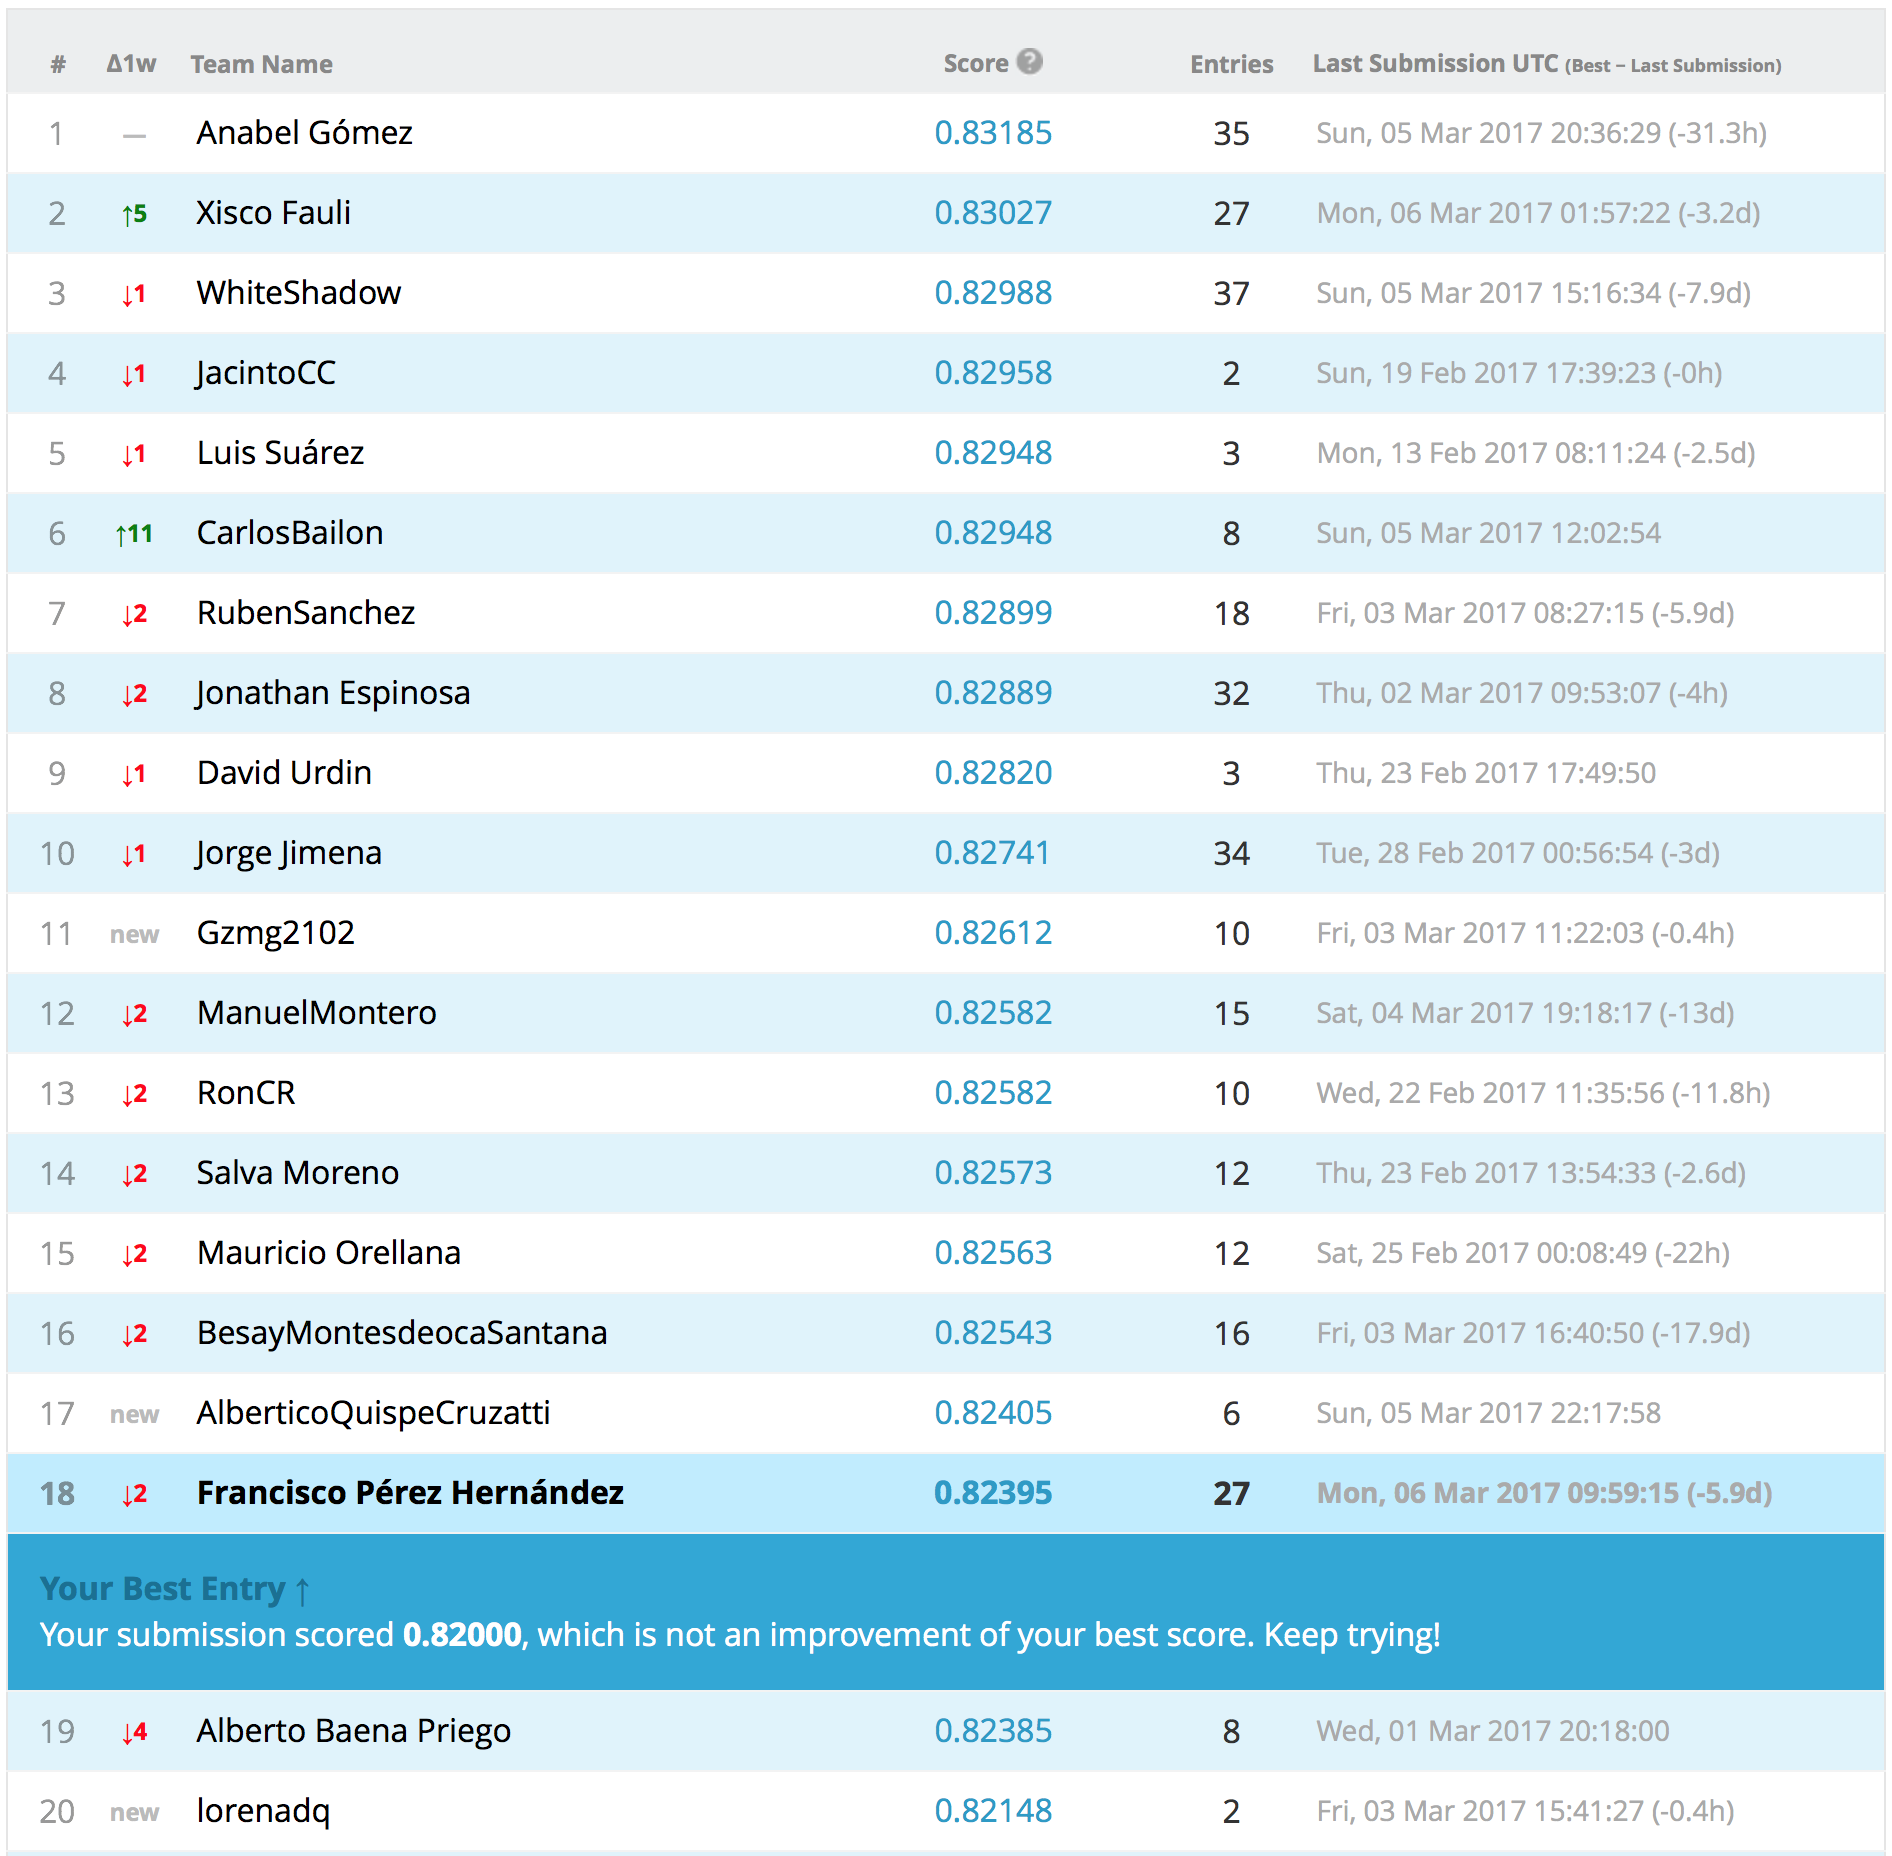 # Δ1w Team Name Score ? Entries Last Submission UTC (Best − Last Submission)
1 — Anabel Gómez 0.83185 35 Sun, 05 Mar 2017 20:36:29 (-31.3h)
2 ↑5 Xisco Fauli 0.83027 27 Mon, 06 Mar 2017 01:57:22 (-3.2d)
3 ↓1 WhiteShadow 0.82988 37 Sun, 05 Mar 2017 15:16:34 (-7.9d)
4 ↓1 JacintoCC 0.82958 2 Sun, 19 Feb 2017 17:39:23 (-0h)
5 ↓1 Luis Suárez 0.82948 3 Mon, 13 Feb 2017 08:11:24 (-2.5d)
6 ↑11 CarlosBailon 0.82948 8 Sun, 05 Mar 2017 12:02:54
7 ↓2 RubenSanchez 0.82899 18 Fri, 03 Mar 2017 08:27:15 (-5.9d)
8 ↓2 Jonathan Espinosa 0.82889 32 Thu, 02 Mar 2017 09:53:07 (-4h)
9 ↓1 David Urdin 0.82820 3 Thu, 23 Feb 2017 17:49:50
10 ↓1 Jorge Jimena 0.82741 34 Tue, 28 Feb 2017 00:56:54 (-3d)
11 new Gzmg2102 0.82612 10 Fri, 03 Mar 2017 11:22:03 (-0.4h)
12 ↓2 ManuelMontero 0.82582 15 Sat, 04 Mar 2017 19:18:17 (-13d)
13 ↓2 RonCR 0.82582 10 Wed, 22 Feb 2017 11:35:56 (-11.8h)
14 ↓2 Salva Moreno 0.82573 12 Thu, 23 Feb 2017 13:54:33 (-2.6d)
15 ↓2 Mauricio Orellana 0.82563 12 Sat, 25 Feb 2017 00:08:49 (-22h)
16 ↓2 BesayMontesdeocaSantana 0.82543 16 Fri, 03 Mar 2017 16:40:50 (-17.9d)
17 new AlberticoQuispeCruzatti 0.82405 6 Sun, 05 Mar 2017 22:17:58
18 ↓2 Francisco Pérez Hernández 0.82395 27 Mon, 06 Mar 2017 09:59:15 (-5.9d)
Your Best Entry ↑
Your submission scored 0.82000, which is not an improvement of your best score. Keep trying!
19 ↓4 Alberto Baena Priego 0.82385 8 Wed, 01 Mar 2017 20:18:00
20 new lorenadq 0.82148 2 Fri, 03 Mar 2017 15:41:27 (-0.4h)